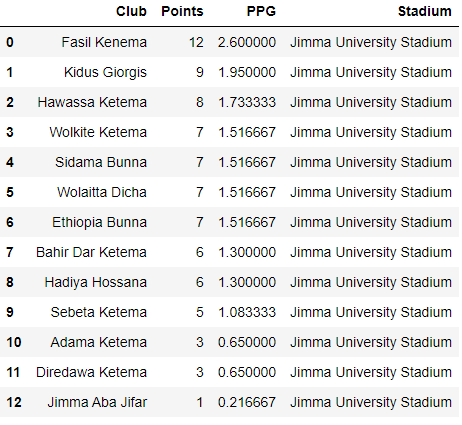 Club Points PPG Stadium
0 Fasil Kenema 12 2.600000 Jimma University Stadium
1 Kidus Giorgis 9 1.950000 Jimma University Stadium
2 Hawassa Ketema 8 1.733333 Jimma University Stadium
3 Wolkite Ketema 7 1.516667 Jimma University Stadium
4 Sidama Bunna 7 1.516667 Jimma University Stadium
5 Wolaitta Dicha 7 1.516667 Jimma University Stadium
6 Ethiopia Bunna 7 1.516667 Jimma University Stadium
7 Bahir Dar Ketema 6 1.300000 Jimma University Stadium
8 Hadiya Hossana 6 1.300000 Jimma University Stadium
9 Sebeta Ketema 5 1.083333 Jimma University Stadium
10 Adama Ketema 3 0.650000 Jimma University Stadium
11 Diredawa Ketema 3 0.650000 Jimma University Stadium
12 Jimma Aba Jifar 1 0.216667 Jimma University Stadium